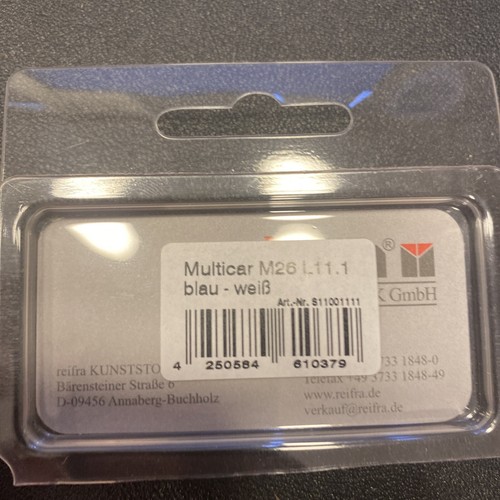 ®
K GmbH
Multicar M26 L11.1
blau - weiß
Art.-Nr. S11001111
4 250584 610379
reifra KUNSTSTO
Bärensteiner Straße 6
D-09456 Annaberg-Buchholz
3733 1848-0
Telefax +49 3733 1848-49
www.reifra.de
verkauf@reifra.de